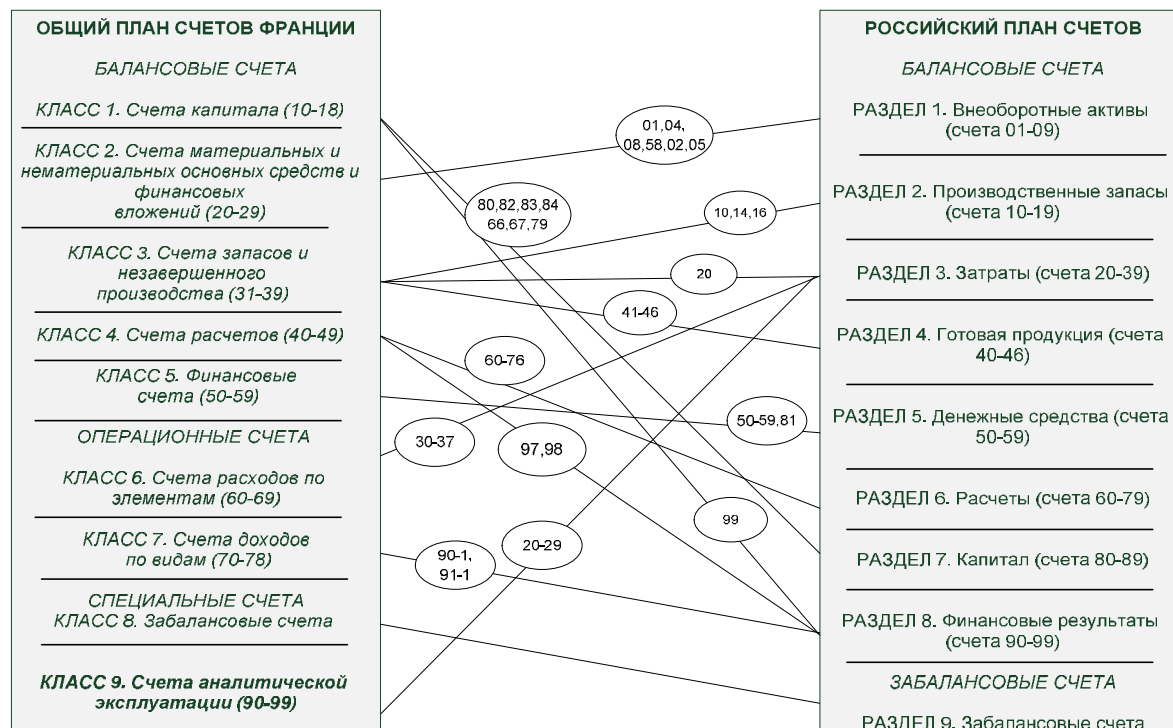 ОБЩИЙ ПЛАН СЧЕТОВ ФРАНЦИИ
БАЛАНСОВЫЕ СЧЕТА
КЛАСС 1. Счета капитала (10-18)
КЛАСС 2. Счета материальных и
нематериальных основных средств и
финансовых
вложений (20-29)
КЛАСС 3. Счета запасов и
незавершенного
производства (31-39)
КЛАСС 4. Счета расчетов (40-49)
КЛАСС 5. Финансовые
счета (50-59)
ОПЕРАЦИОННЫЕ СЧЕТА
КЛАСС 6. Счета расходов по
элементам (60-69)
КЛАСС 7. Счета доходов
по видам (70-78)
СПЕЦИАЛЬНЫЕ СЧЕТА
КЛАСС 8. Забалансовые счета
КЛАСС 9. Счета аналитической
эксплуатации (90-99)
01,04,
08,58,02,05
80,82,83,84
66,67,79
10,14,16
20
41-46
60-76
50-59,81
30-37
97,98
99
20-29
90-1,
91-1
РОССИЙСКИЙ ПЛАН СЧЕТОВ
БАЛАНСОВЫЕ СЧЕТА
РАЗДЕЛ 1. Внеоборотные активы
(счета 01-09)
РАЗДЕЛ 2. Производственные запасы
(счета 10-19)
РАЗДЕЛ 3. Затраты (счета 20-39)
РАЗДЕЛ 4. Готовая продукция (счета
40-46)
РАЗДЕЛ 5. Денежные средства (счета
50-59)
РАЗДЕЛ 6. Расчеты (счета 60-79)
РАЗДЕЛ 7. Капитал (счета 80-89)
РАЗДЕЛ 8. Финансовые результаты
(счета 90-99)
ЗАБАЛАНСОВЫЕ СЧЕТА
РАЗДЕЛ 9. Забалансовые счета